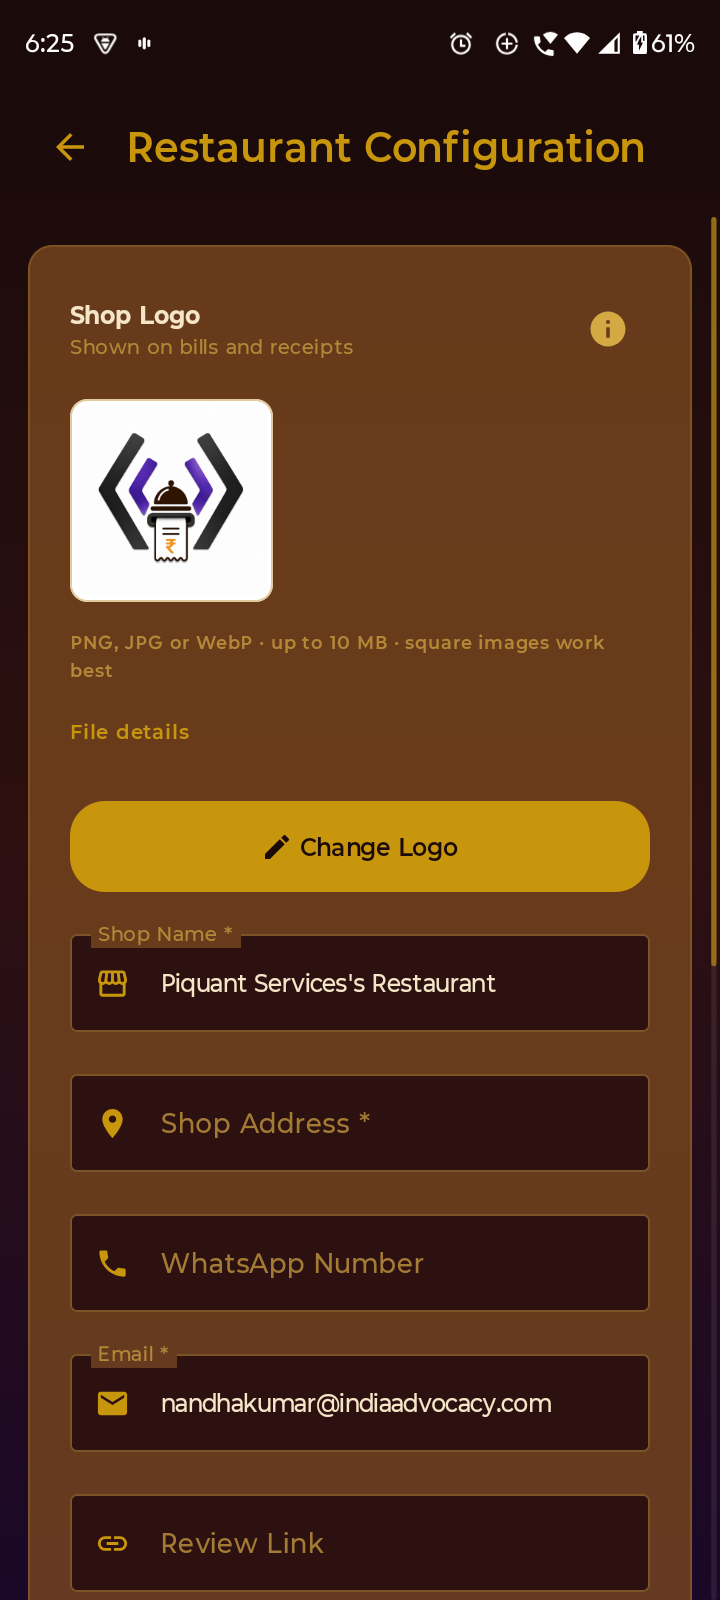 6:25
61%
Restaurant Configuration
Shop Logo
Shown on bills and receipts
₹
PNG, JPG or WebP · up to 10 MB · square images work
best
File details
Change Logo
Shop Name *
Piquant Services's Restaurant
Shop Address *
WhatsApp Number
Email *
nandhakumar@indiaadvocacy.com
Review Link